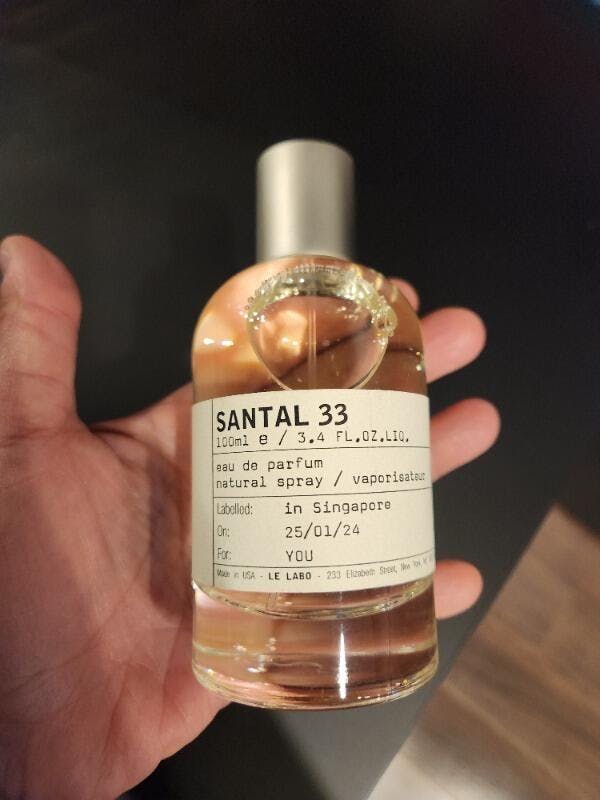 SANTAL 33
100ml e / 3.4 FL.OZ.LIQ.
eau de parfum
natural spray / vaporisateur
Labelled: in Singapore
On: 25/01/24
For: YOU
Made in USA - LE LABO - 233 Elizabeth Street, New York,